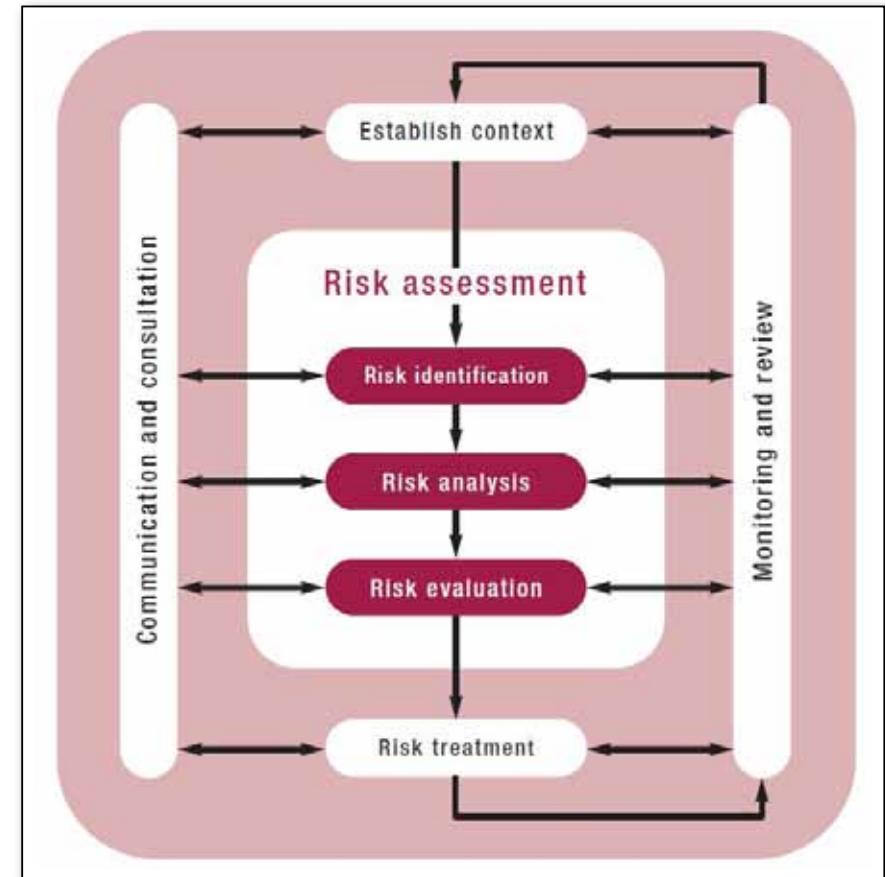 Establish context
Communication and consultation
Monitoring and review
Risk assessment
Risk identification
Risk analysis
Risk evaluation
Risk treatment